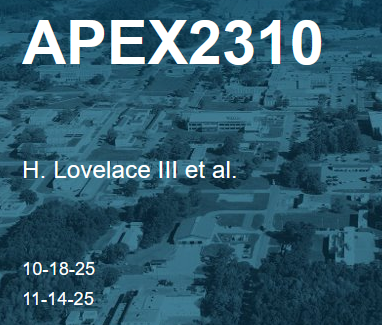 APEX2310
H. Lovelace III et al.
10-18-25
11-14-25